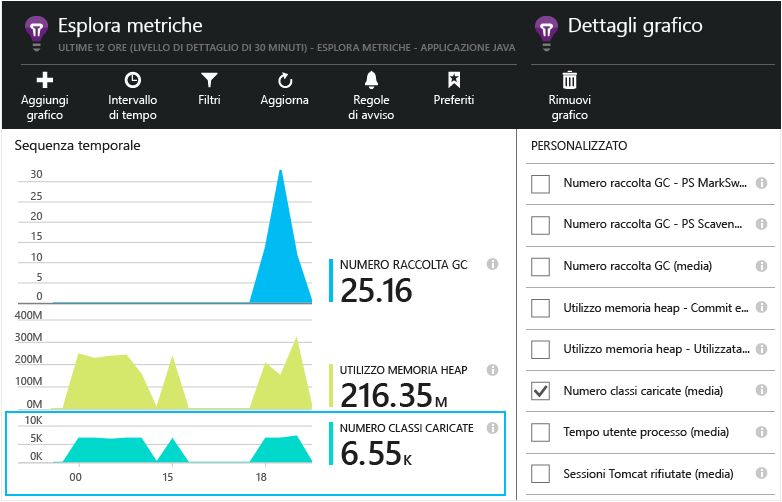 Esplora metriche
ULTIME 12 ORE (LIVELLO DI DETTAGLIO DI 30 MINUTI) - ESPLORA METRICHE - APPLICAZIONE JAVA
Aggiungi
grafico
Intervallo
di tempo
Filtri
Aggiorna
Regole
di avviso
Preferiti
Sequenza temporale
30
25
20
15
10
5
0
NUMERO RACCOLTA GC
25.16
400M
300M
200M
100M
0M
UTILIZZO MEMORIA HEAP
216.35 M
10K
5K
0K
NUMERO CLASSI CARICATE
6.55 K
00
15
18
Dettagli grafico
Rimuovi
grafico
PERSONALIZZATO
Numero raccolta GC - PS MarkSw...
Numero raccolta GC - PS Scaven...
Numero raccolta GC (media)
Utilizzo memoria heap - Commit e...
Utilizzo memoria heap - Utilizzata...
Numero classi caricate (media)
Tempo utente processo (media)
Sessioni Tomcat rifiutate (media)